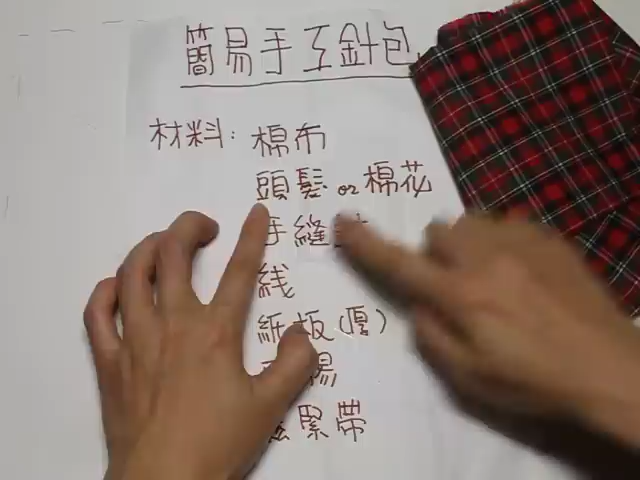 簡易手工針包
材料: 棉布
頭髮 or 棉花
手縫
線
紙板(厚)
緊帶